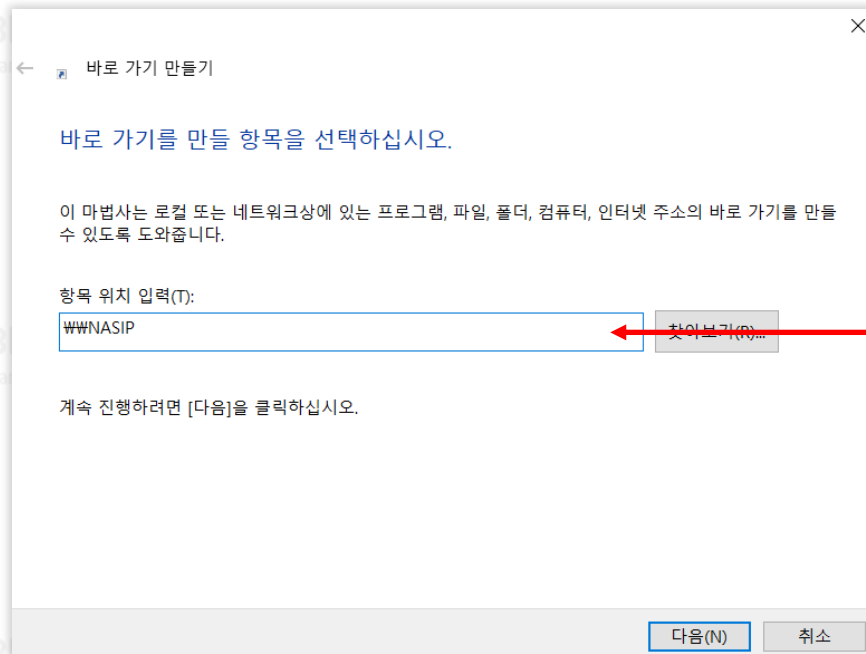 바로 가기 만들기
바로 가기를 만들 항목을 선택하십시오.
이 마법사는 로컬 또는 네트워크상에 있는 프로그램, 파일, 폴더, 컴퓨터, 인터넷 주소의 바로 가기를 만들
수 있도록 도와줍니다.
항목 위치 입력(T):
₩₩NASIP
찾아보기(R)...
계속 진행하려면 [다음]을 클릭하십시오.
다음(N)
취소